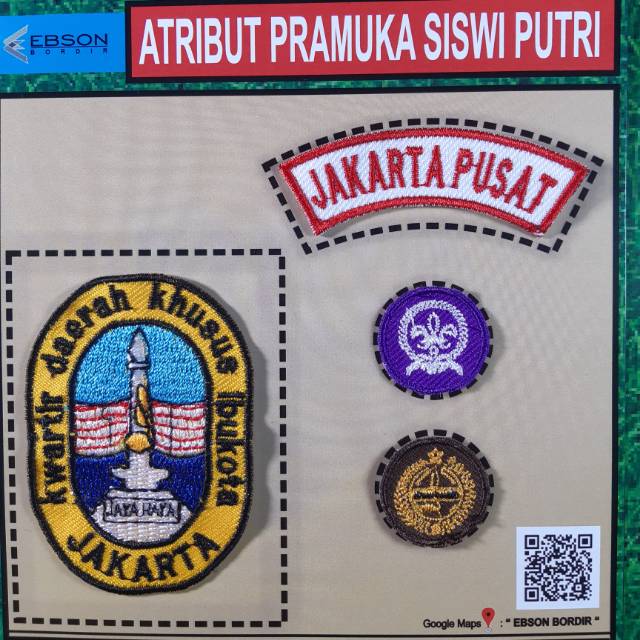 EBSON
BORDIR
ATRIBUT PRAMUKA SISWI PUTRI
JAKARTA PUSAT
kwartir daerah khusus ibukota
JAYA RAYA
JAKARTA
Google Maps : " EBSON BORDIR "